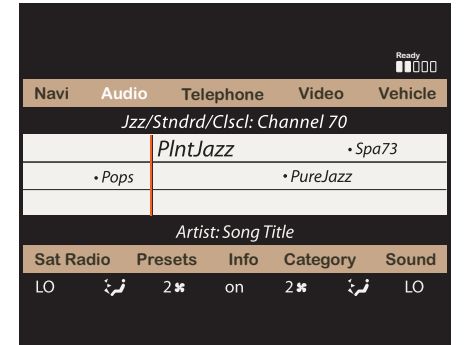 Ready
Navi Audio Telephone Video Vehicle
Jzz/Stndrd/Clscl: Channel 70
PlntJazz • Spa73
• Pops • PureJazz
Artist: Song Title
Sat Radio Presets Info Category Sound
LO 2 on 2 LO